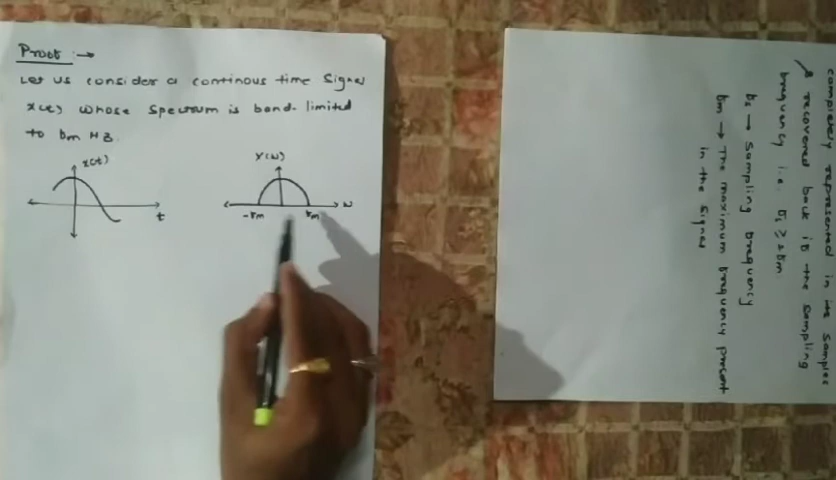 Proof :→
Let us consider a continous time signal
x(t) whose spectrum is band-limited
to bm HZ.
x(t)
t
Y(ω)
-fm
fm
ω
completely represented in its samples
& recovered back if the sampling
frequency i.e. fs ≥ 2fm
fs → Sampling frequency
fm → The maximum frequency present
in the signal